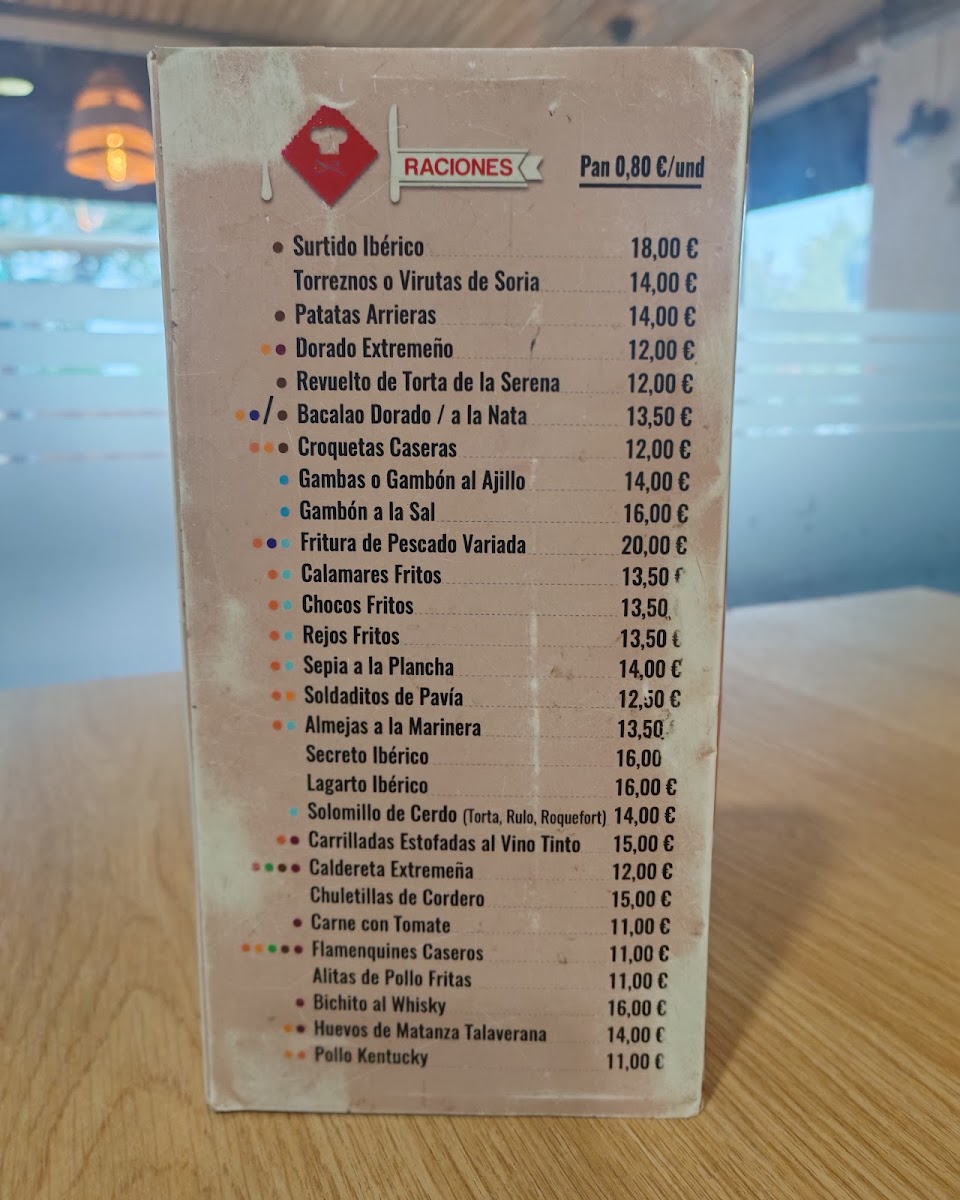 RACIONES Pan 0,80 €/und
Surtido Ibérico 18,00 €
Torreznos o Virutas de Soria 14,00 €
Patatas Arrieras 14,00 €
Dorado Extremeño 12,00 €
Revuelto de Torta de la Serena 12,00 €
/ Bacalao Dorado / a la Nata 13,50 €
Croquetas Caseras 12,00 €
Gambas o Gambón al Ajillo 14,00 €
Gambón a la Sal 16,00 €
Fritura de Pescado Variada 20,00 €
Calamares Fritos 13,50 €
Chocos Fritos 13,50
Rejos Fritos 13,50 €
Sepia a la Plancha 14,00 €
Soldaditos de Pavía 12,50 €
Almejas a la Marinera 13,50 €
Secreto Ibérico 16,00
Lagarto Ibérico 16,00 €
Solomillo de Cerdo (Torta, Rulo, Roquefort) 14,00 €
Carrilladas Estofadas al Vino Tinto 15,00 €
Caldereta Extremeña 12,00 €
Chuletillas de Cordero 15,00 €
Carne con Tomate 11,00 €
Flamenquines Caseros 11,00 €
Alitas de Pollo Fritas 11,00 €
Bichito al Whisky 16,00 €
Huevos de Matanza Talaverana 14,00 €
Pollo Kentucky 11,00 €